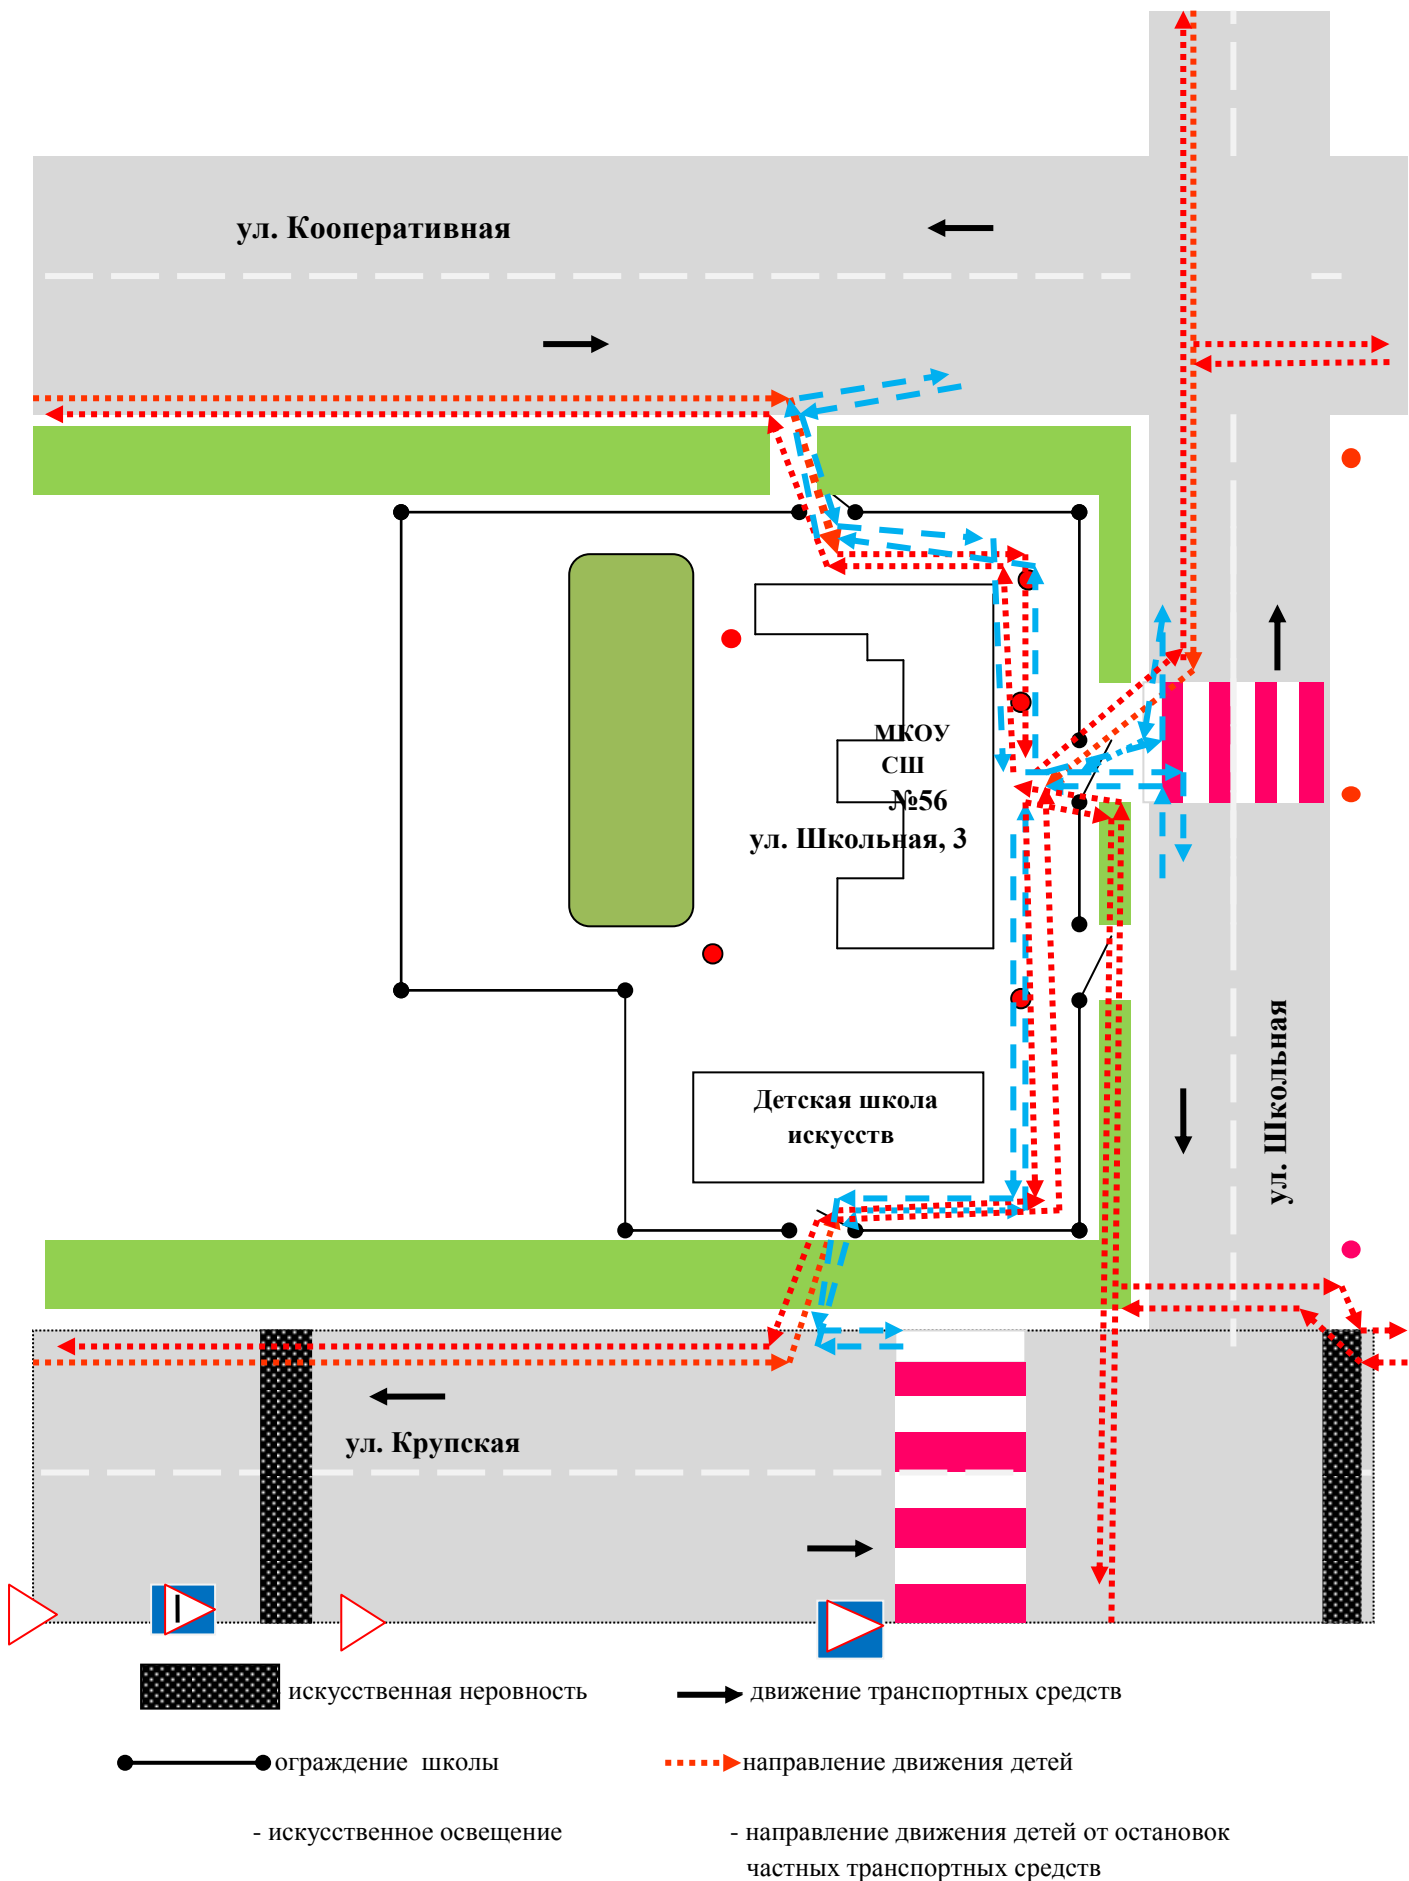 ул. Кооперативная
МКОУ
СШ
№56
ул. Школьная, 3
Детская школа
искусств
ул. Школьная
ул. Крупская
искусственная неровность
движение транспортных средств
ограждение школы
направление движения детей
- искусственное освещение
- направление движения детей от остановок
частных транспортных средств